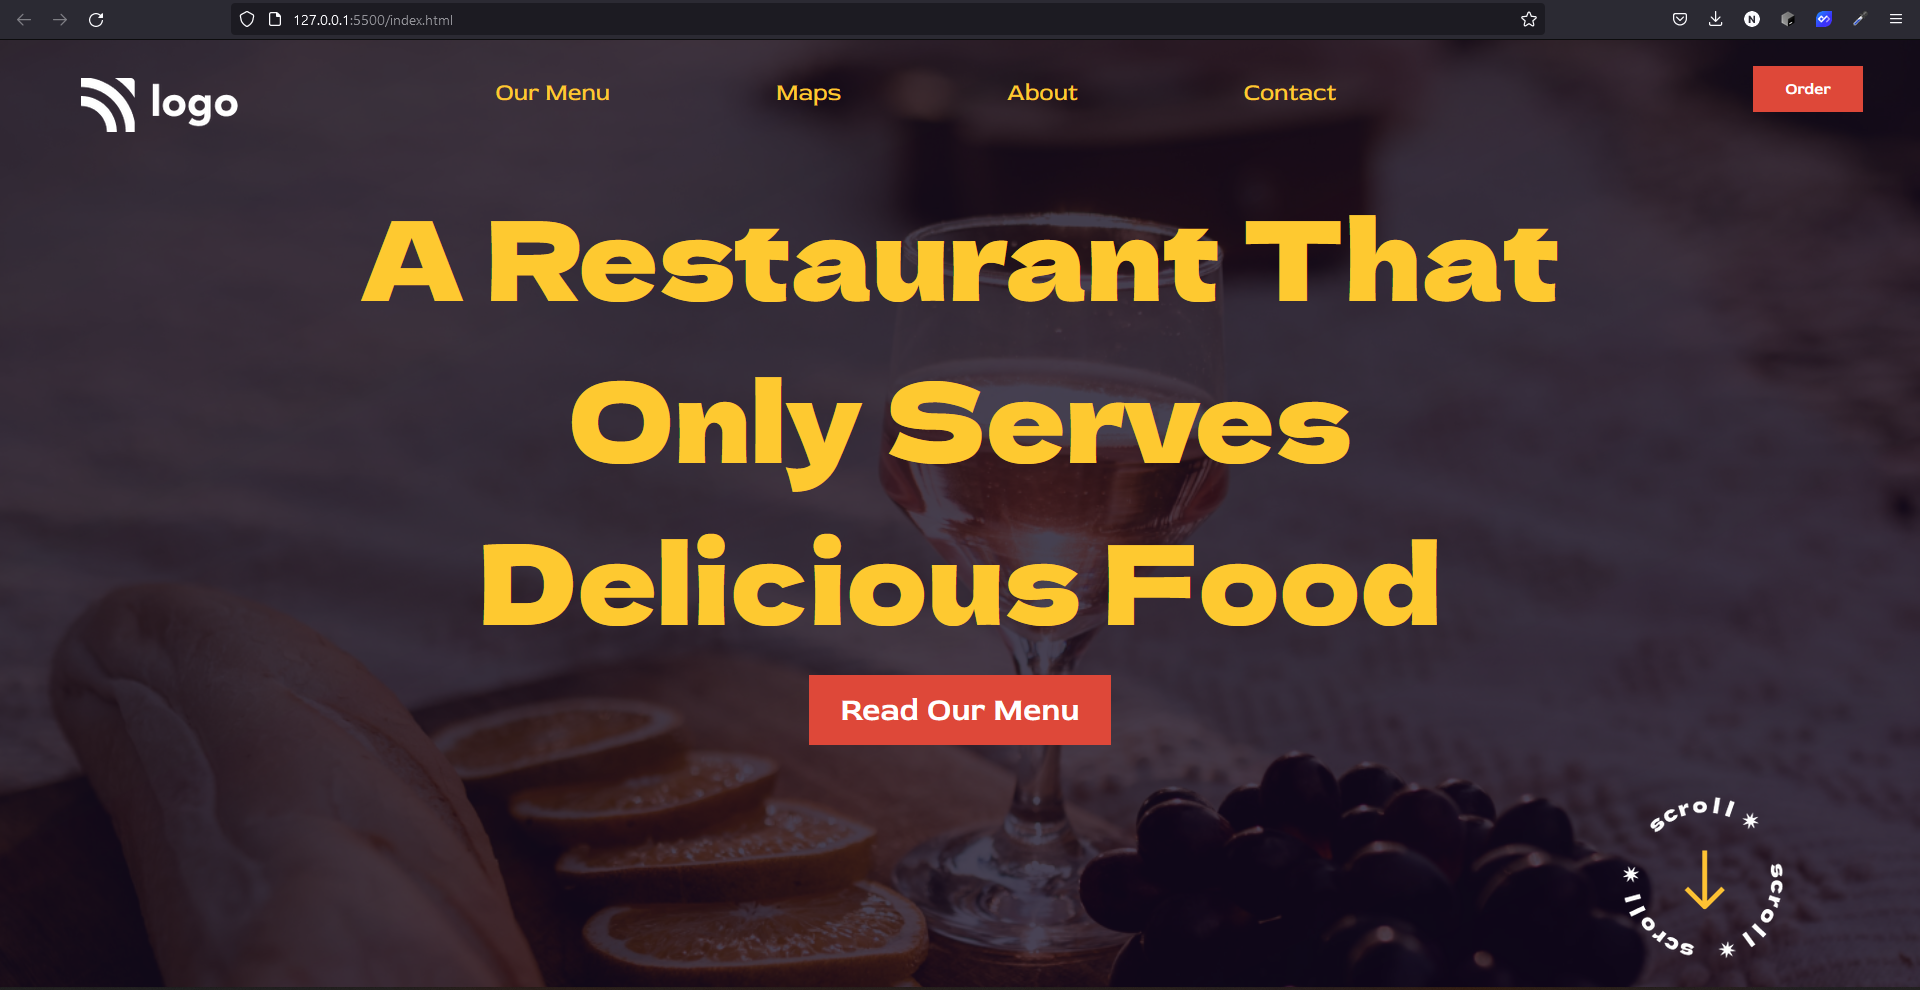 127.0.0.1:5500/index.html
logo
Our Menu
Maps
About
Contact
Order
A Restaurant That
Only Serves
Delicious Food
Read Our Menu
scroll ✷ scroll ✷ scroll ✷